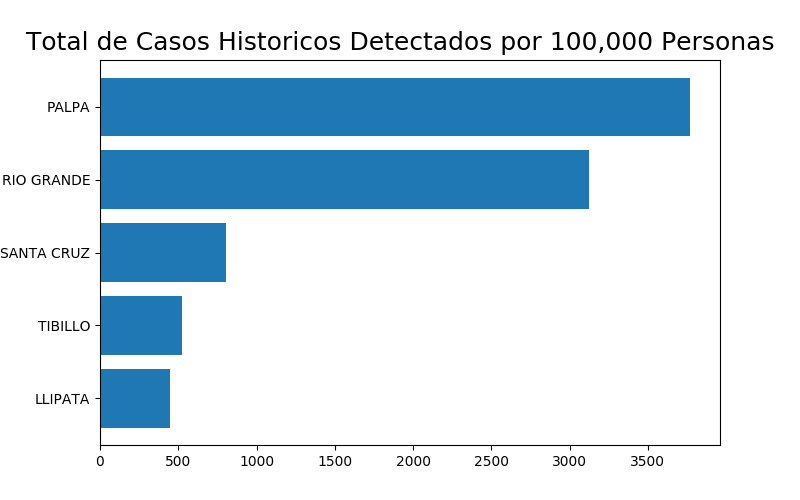 Total de Casos Historicos Detectados por 100,000 Personas
PALPA
RIO GRANDE
SANTA CRUZ
TIBILLO
LLIPATA
0 500 1000 1500 2000 2500 3000 3500